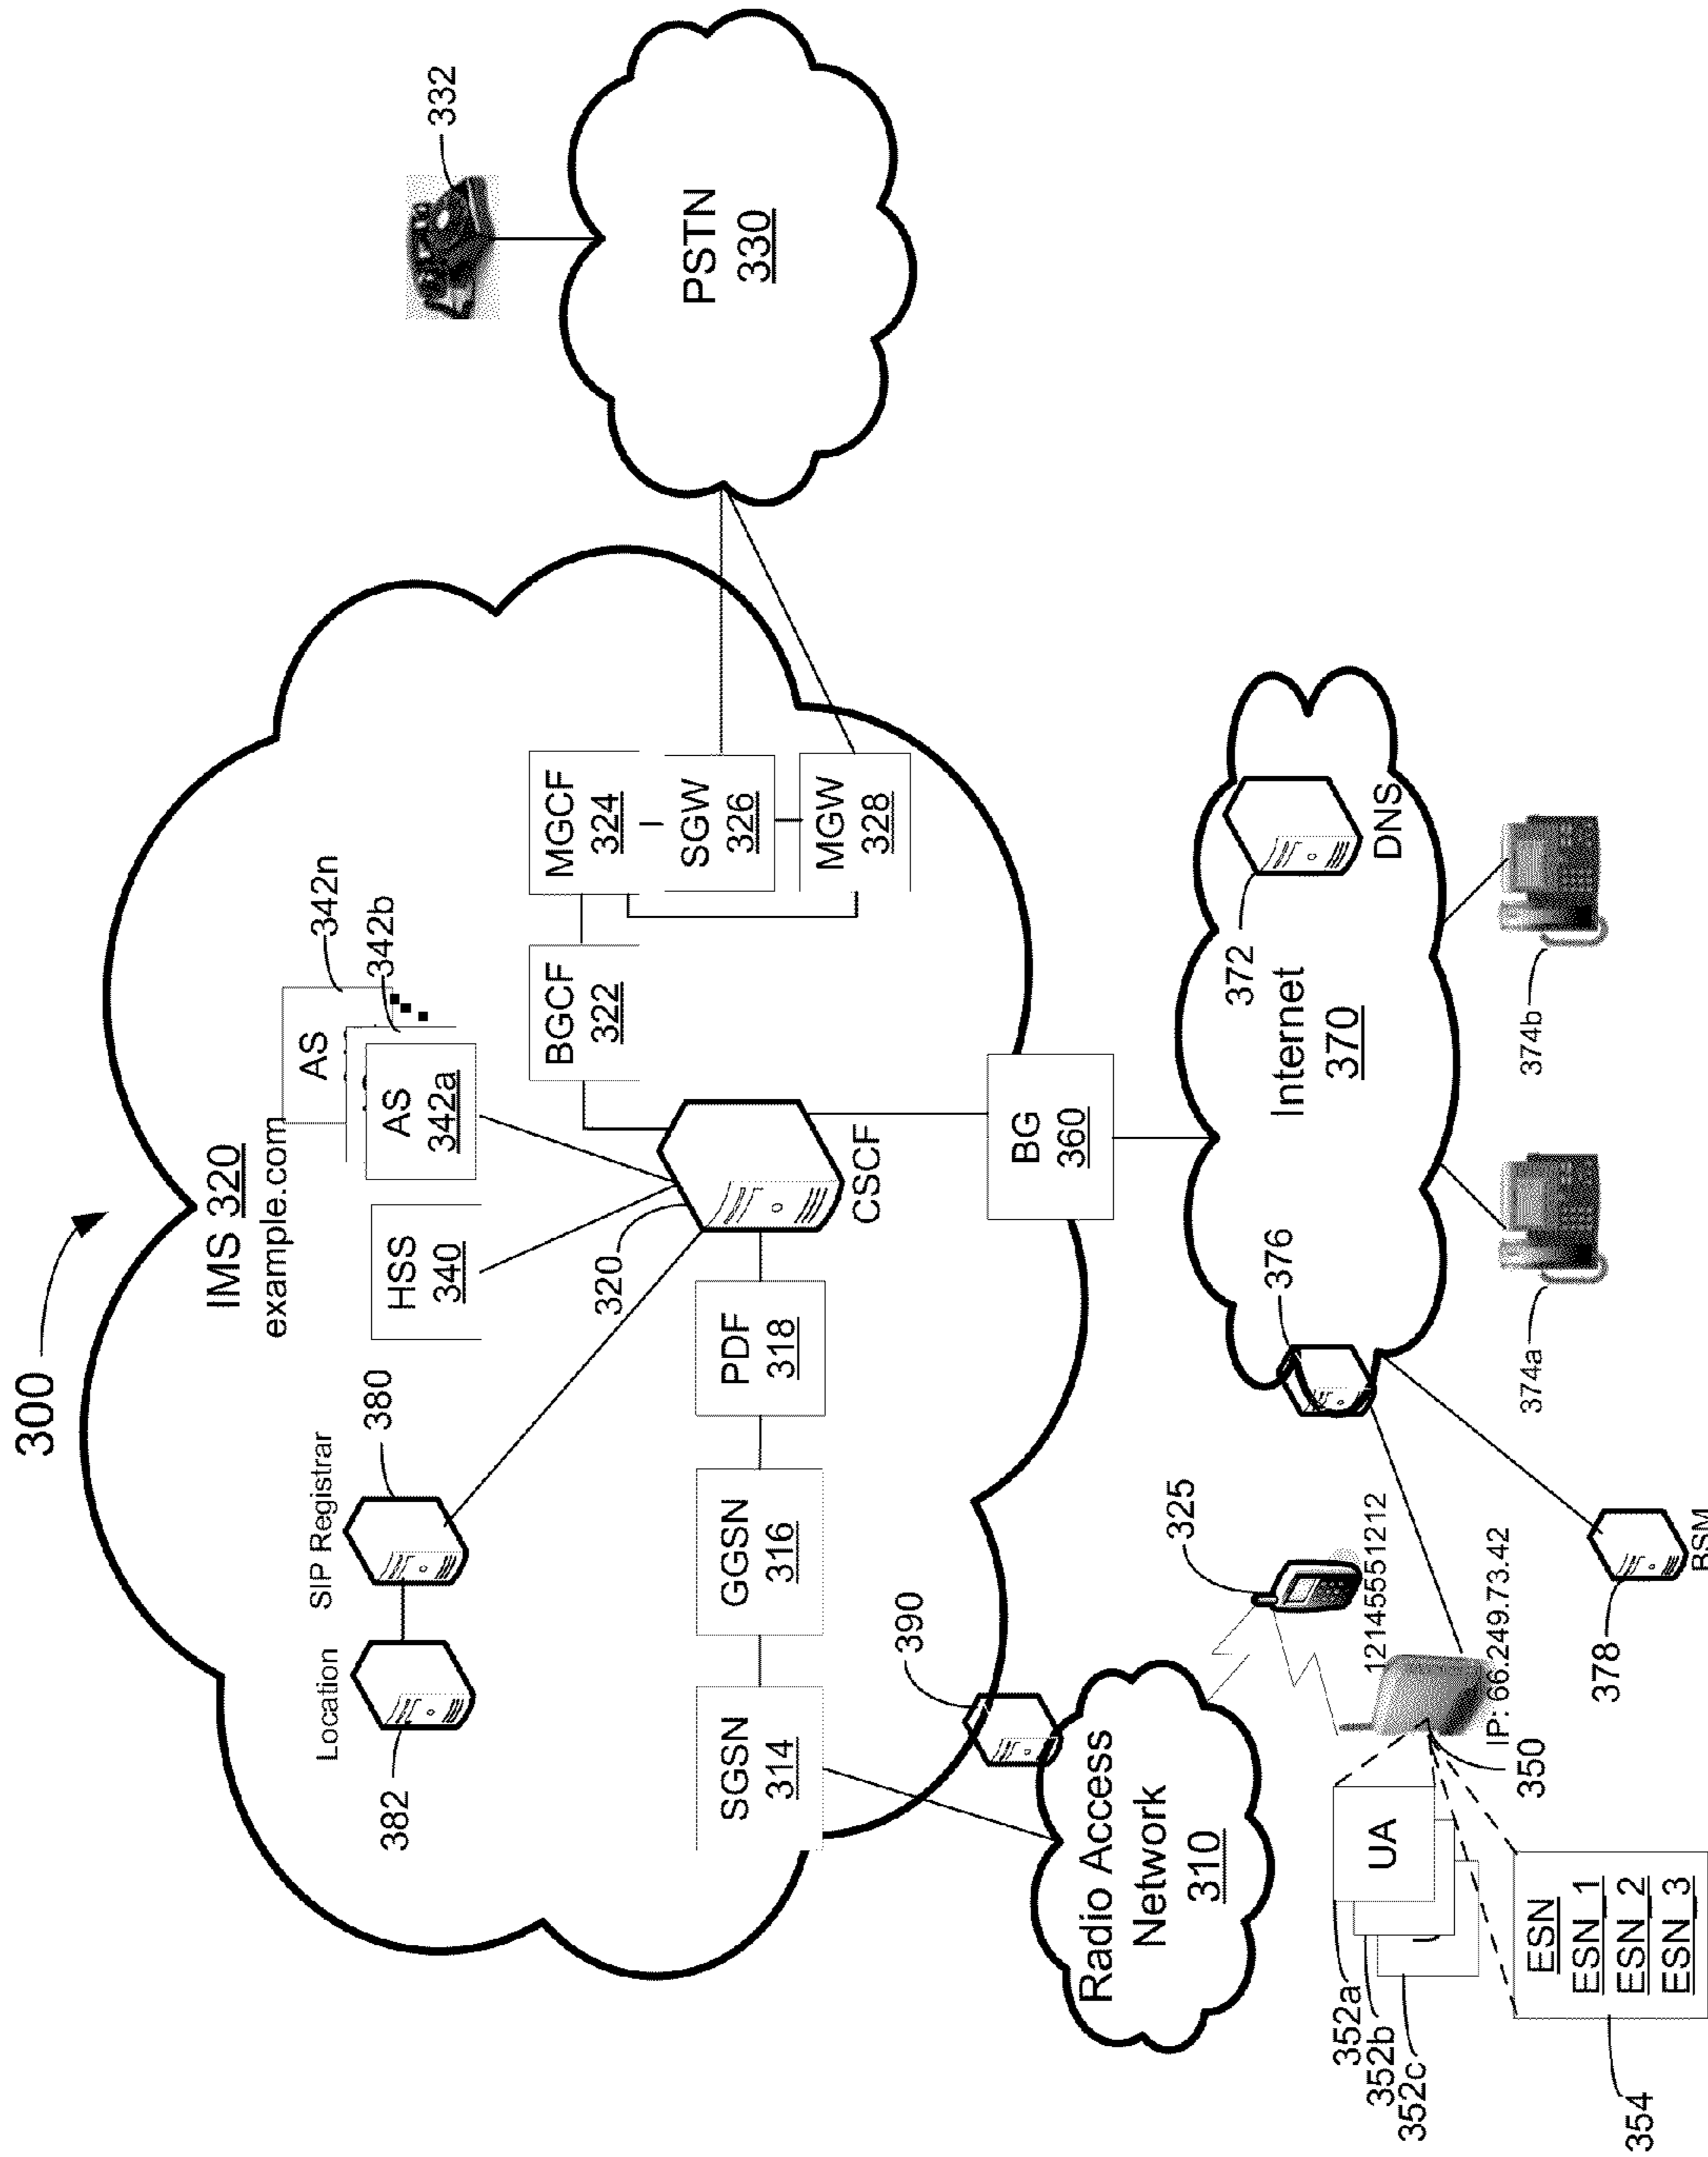 300
IMS 320
example.com
Location
SIP Registrar
382
380
HSS
340
AS
342n
342b
AS
342a
320
CSCF
BGCF
322
MGCF
324
SGW
326
MGW
328
SGSN
314
GGSN
316
PDF
318
BG
360
390
332
PSTN
330
Radio Access
Network
310
325
12145551212
IP: 66.249.73.42
350
UA
352a
352b
352c
ESN
ESN_1
ESN_2
ESN_3
354
376
Internet
370
372
DNS
374a
374b
378